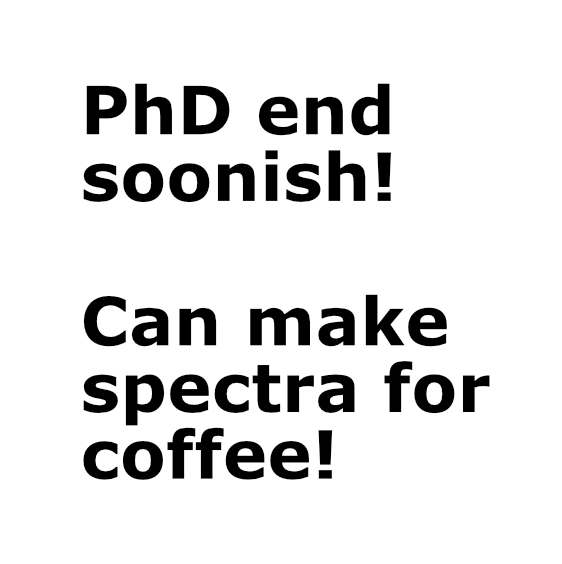 PhD end
soonish!
Can make
spectra for
coffee!